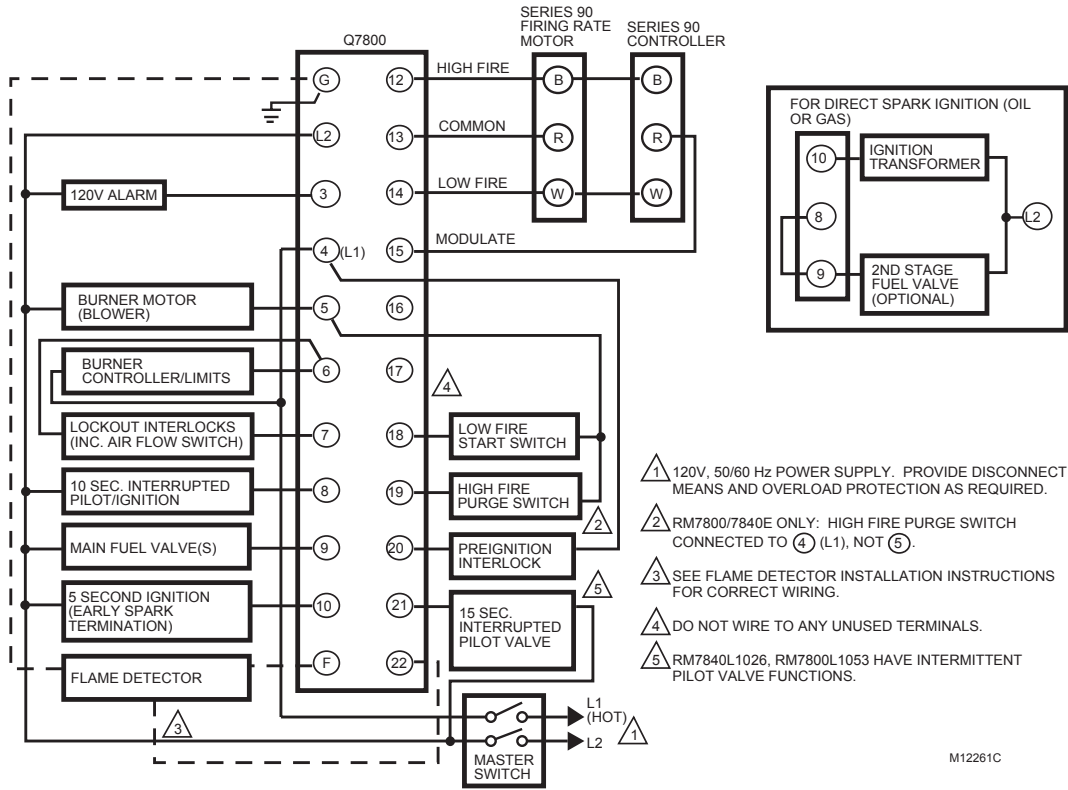 SERIES 90
FIRING RATE
MOTOR
SERIES 90
CONTROLLER
Q7800
G
12
HIGH FIRE
B
B
L2
13
COMMON
R
R
120V ALARM
3
14
LOW FIRE
W
W
4
(L1)
15
MODULATE
BURNER MOTOR
(BLOWER)
5
16
BURNER
CONTROLLER/LIMITS
6
17
4
LOCKOUT INTERLOCKS
(INC. AIR FLOW SWITCH)
7
18
LOW FIRE
START SWITCH
10 SEC. INTERRUPTED
PILOT/IGNITION
8
19
HIGH FIRE
PURGE SWITCH
2
MAIN FUEL VALVE(S)
9
20
PREIGNITION
INTERLOCK
5
5 SECOND IGNITION
(EARLY SPARK
TERMINATION)
10
21
15 SEC.
INTERRUPTED
PILOT VALVE
FLAME DETECTOR
F
22
3
L1
(HOT)
L2
1
MASTER
SWITCH
FOR DIRECT SPARK IGNITION (OIL
OR GAS)
10
IGNITION
TRANSFORMER
8
L2
9
2ND STAGE
FUEL VALVE
(OPTIONAL)
1 120V, 50/60 Hz POWER SUPPLY. PROVIDE DISCONNECT
MEANS AND OVERLOAD PROTECTION AS REQUIRED.
2 RM7800/7840E ONLY: HIGH FIRE PURGE SWITCH
CONNECTED TO 4 (L1), NOT 5.
3 SEE FLAME DETECTOR INSTALLATION INSTRUCTIONS
FOR CORRECT WIRING.
4 DO NOT WIRE TO ANY UNUSED TERMINALS.
5 RM7840L1026, RM7800L1053 HAVE INTERMITTENT
PILOT VALVE FUNCTIONS.
M12261C